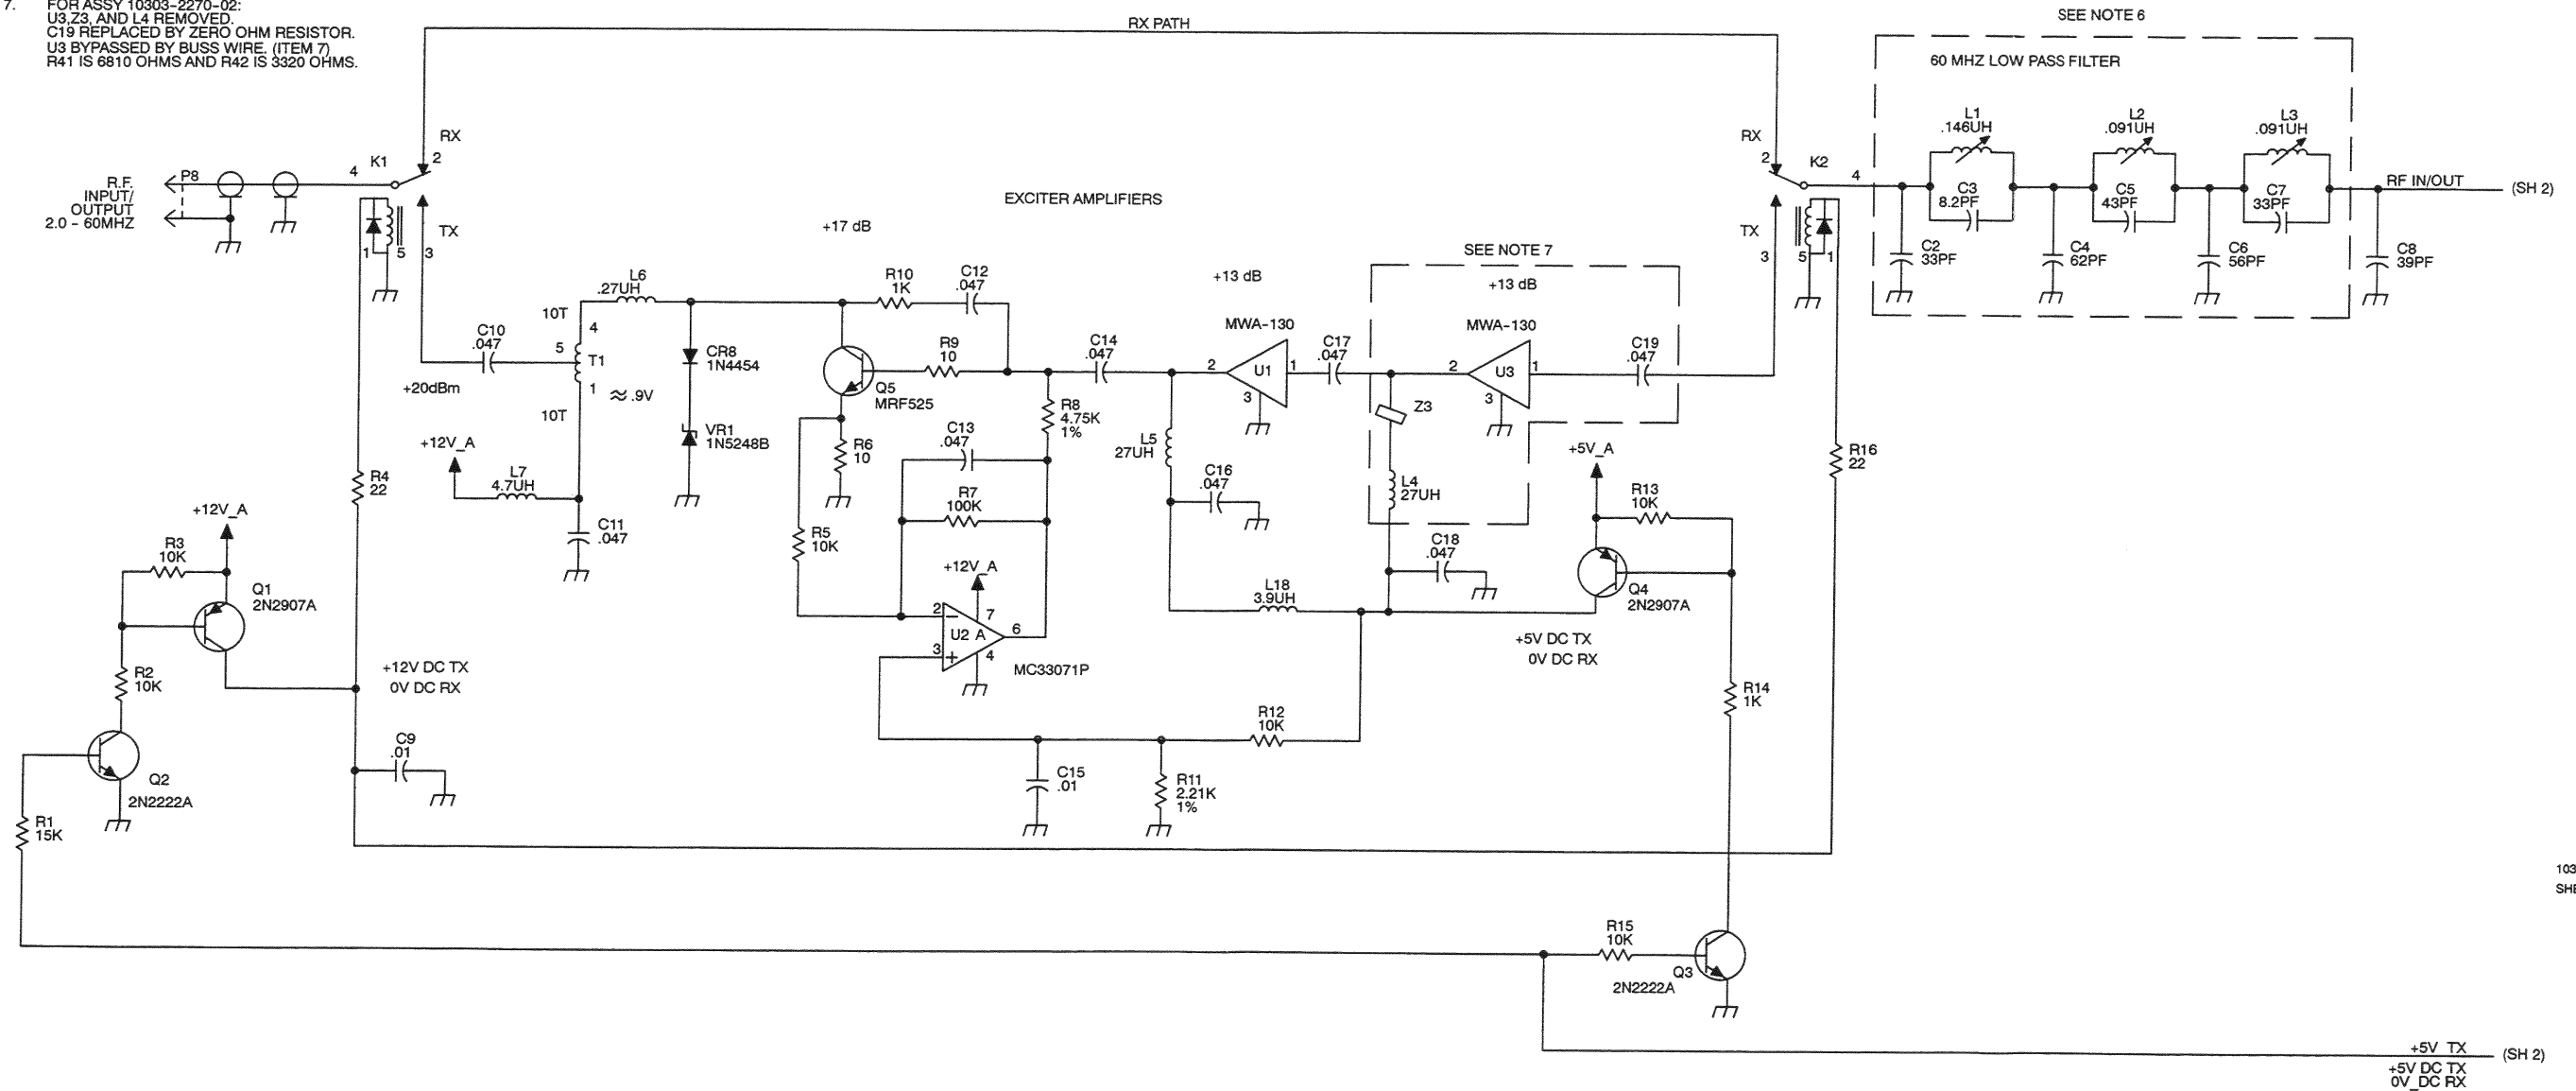 7. FOR ASSY 10303-2270-02:
U3,Z3, AND L4 REMOVED.
C19 REPLACED BY ZERO OHM RESISTOR.
U3 BYPASSED BY BUSS WIRE. (ITEM 7)
R41 IS 6810 OHMS AND R42 IS 3320 OHMS.
RX PATH
SEE NOTE 6
60 MHZ LOW PASS FILTER
L1
.146UH
L2
.091UH
L3
.091UH
C3
8.2PF
C5
43PF
C7
33PF
C2
33PF
C4
62PF
C6
56PF
C8
39PF
RF IN/OUT
(SH 2)
R.F.
INPUT/
OUTPUT
2.0 - 60MHZ
P8
4
K1
RX
2
TX
3
1
5
RX
2
K2
4
TX
3
5
1
EXCITER AMPLIFIERS
+17 dB
+13 dB
SEE NOTE 7
+13 dB
L6
.27UH
10T
4
5
T1
1
10T
≈ .9V
C10
.047
+20dBm
+12V_A
L7
4.7UH
C11
.047
CR8
1N4454
VR1
1N5248B
R10
1K
C12
.047
R9
10
Q5
MRF525
R6
10
R5
10K
R8
4.75K
1%
C13
.047
R7
100K
+12V_A
2
-
3
+
U2 A
7
6
4
MC33071P
C14
.047
MWA-130
2
U1
1
3
C17
.047
MWA-130
2
U3
1
3
C19
.047
Z3
L4
27UH
L5
27UH
C16
.047
C18
.047
L18
3.9UH
+5V_A
R13
10K
Q4
2N2907A
+5V DC TX
0V DC RX
R14
1K
R16
22
R12
10K
C15
.01
R11
2.21K
1%
R4
22
+12V_A
R3
10K
Q1
2N2907A
R2
10K
+12V DC TX
0V DC RX
C9
.01
Q2
2N2222A
R1
15K
R15
10K
Q3
2N2222A
103
SHE
+5V TX
(SH 2)
+5V DC TX
0V DC RX